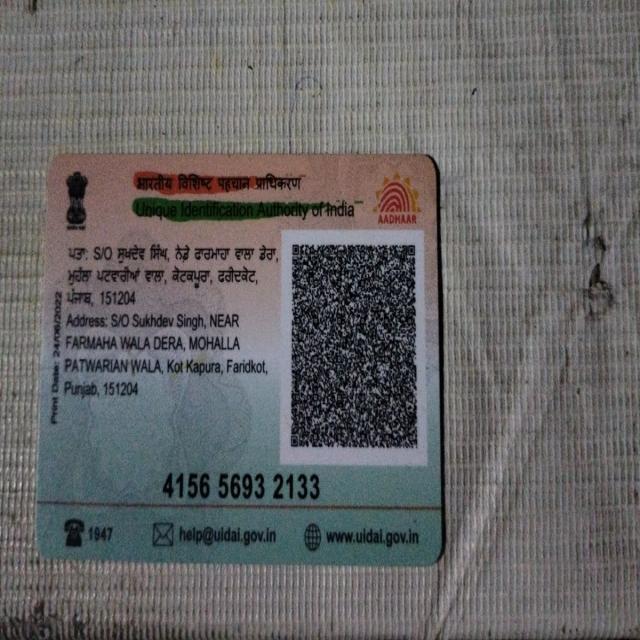 भारतीय विशिष्ट पहचान प्राधिकरण
Unique Identification Authority of India
AADHAAR
ਪਤਾ: S/O ਸੁਖਦੇਵ ਸਿੰਘ, ਨੇੜੇ ਫਾਰਮਾਹਾ ਵਾਲਾ ਡੇਰਾ,
ਮੁਹੱਲਾ ਪਟਵਾਰੀਆਂ ਵਾਲਾ, ਕੋਟਕਪੂਰਾ, ਫਰੀਦਕੋਟ,
ਪੰਜਾਬ, 151204
Address: S/O Sukhdev Singh, NEAR
FARMAHA WALA DERA, MOHALLA
PATWARIAN WALA, Kot Kapura, Faridkot,
Punjab, 151204
Print Date: 24/06/2022
4156 5693 2133
1947
help@uidai.gov.in
www.uidai.gov.in